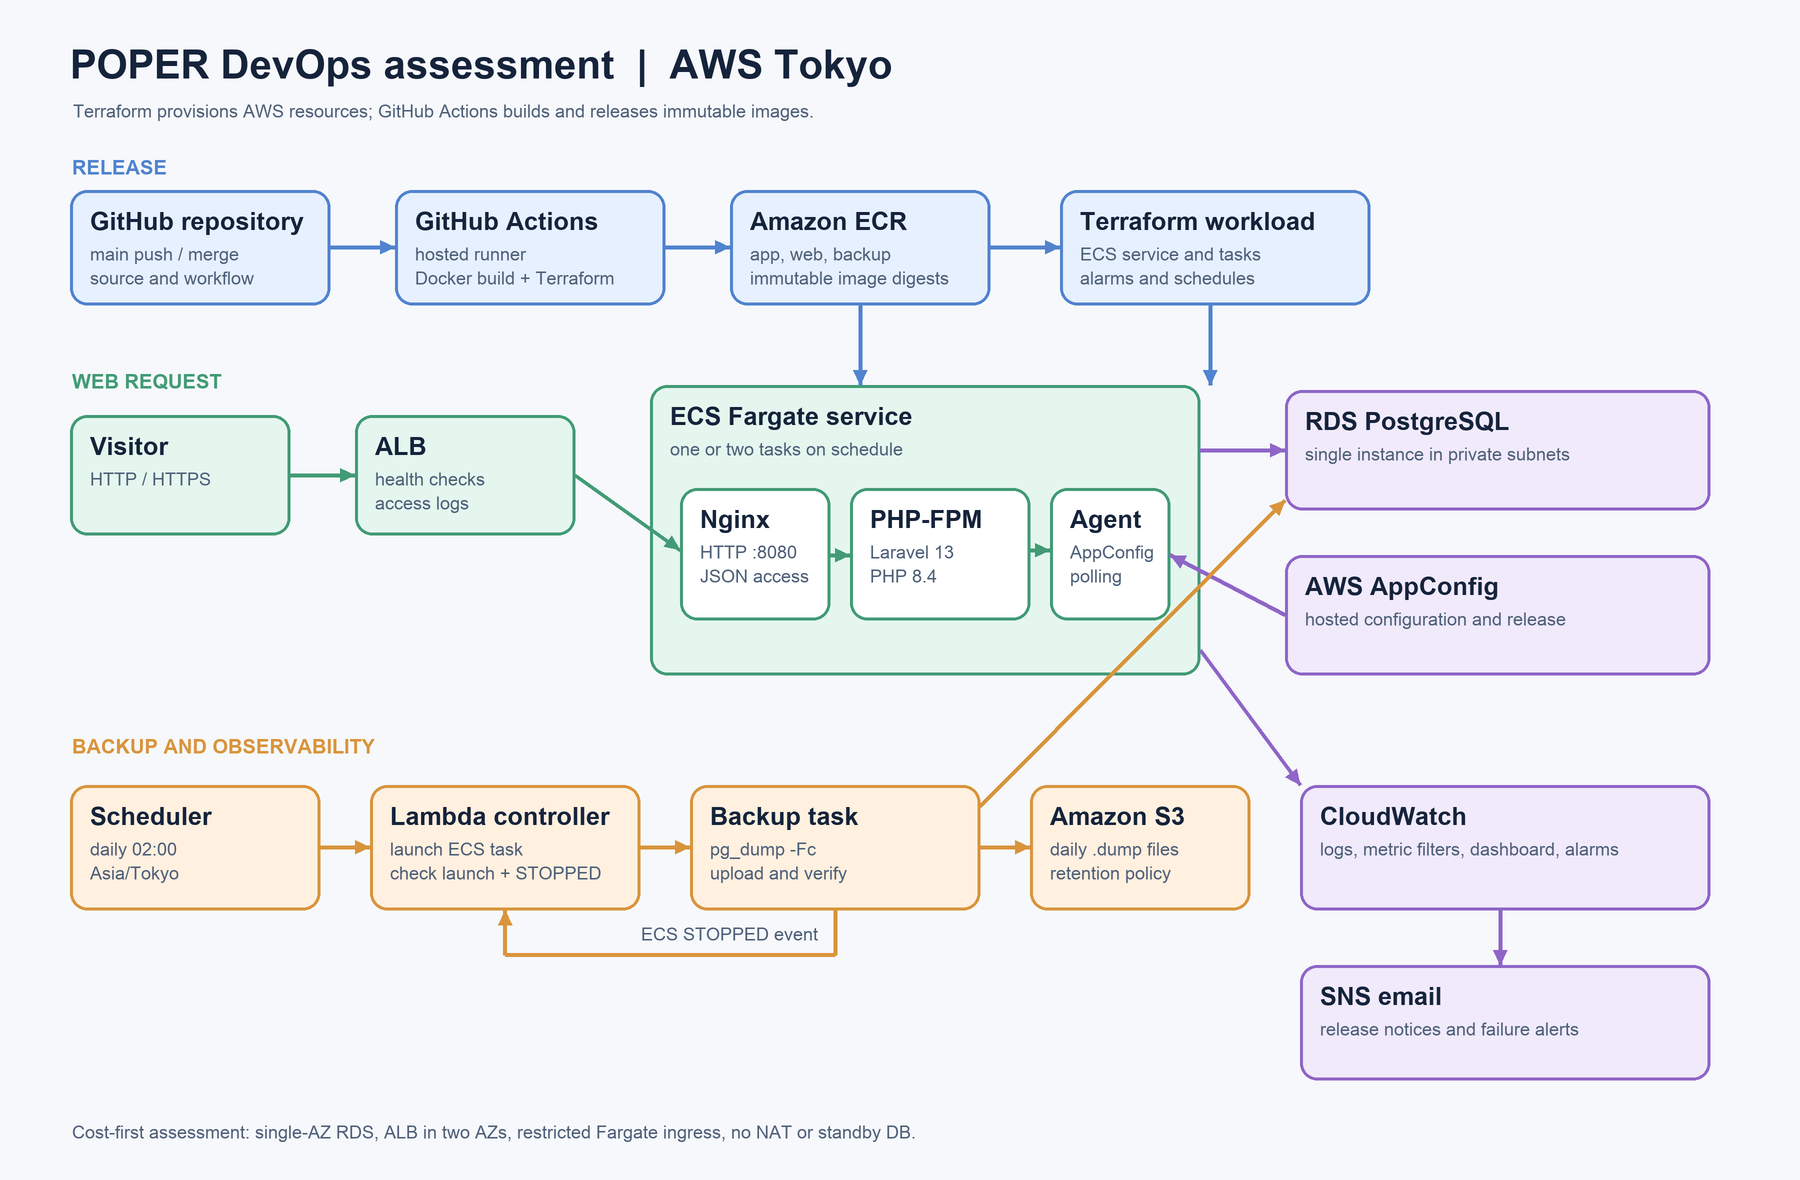 POPER DevOps assessment | AWS Tokyo
Terraform provisions AWS resources; GitHub Actions builds and releases immutable images.
RELEASE
GitHub repository
main push / merge
source and workflow
GitHub Actions
hosted runner
Docker build + Terraform
Amazon ECR
app, web, backup
immutable image digests
Terraform workload
ECS service and tasks
alarms and schedules
WEB REQUEST
Visitor
HTTP / HTTPS
ALB
health checks
access logs
ECS Fargate service
one or two tasks on schedule
Nginx
HTTP :8080
JSON access
PHP-FPM
Laravel 13
PHP 8.4
Agent
AppConfig
polling
RDS PostgreSQL
single instance in private subnets
AWS AppConfig
hosted configuration and release
BACKUP AND OBSERVABILITY
Scheduler
daily 02:00
Asia/Tokyo
Lambda controller
launch ECS task
check launch + STOPPED
Backup task
pg_dump -Fc
upload and verify
Amazon S3
daily .dump files
retention policy
CloudWatch
logs, metric filters, dashboard, alarms
ECS STOPPED event
SNS email
release notices and failure alerts
Cost-first assessment: single-AZ RDS, ALB in two AZs, restricted Fargate ingress, no NAT or standby DB.